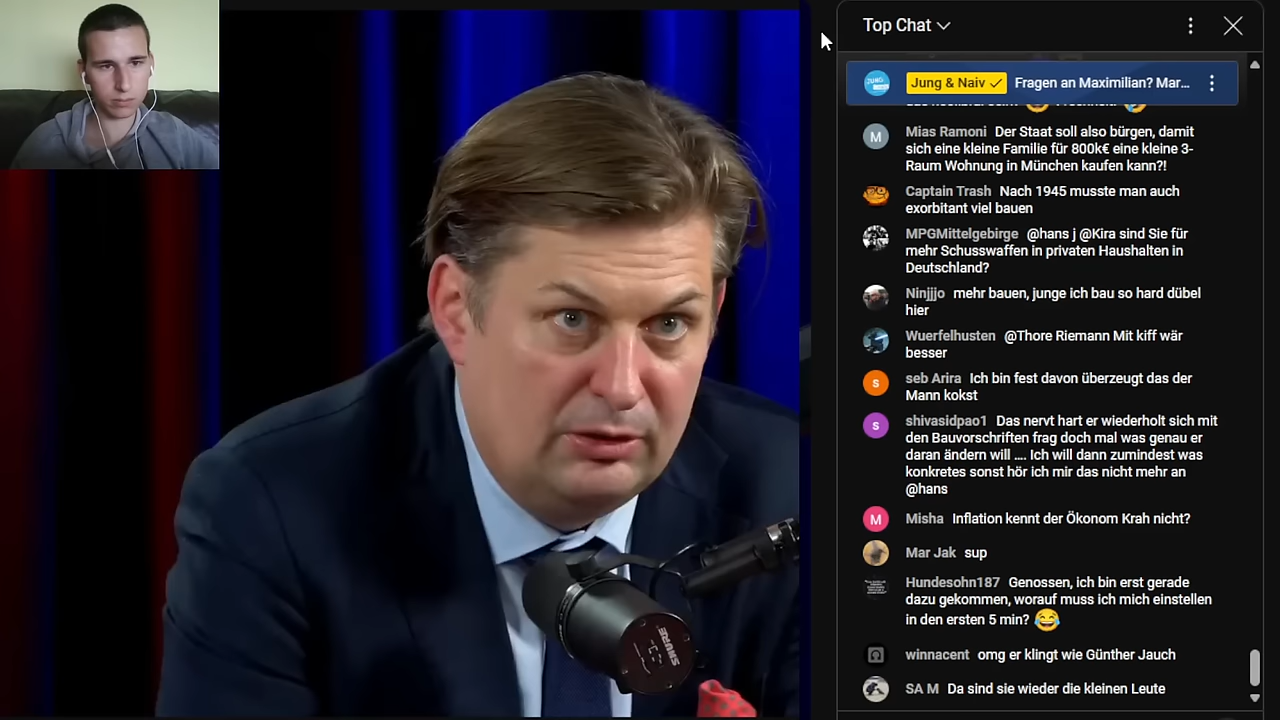 Top Chat
Jung & Naiv Fragen an Maximilian? Mar...
M Mias Ramoni Der Staat soll also bürgen, damit
sich eine kleine Familie für 800k€ eine kleine 3-
Raum Wohnung in München kaufen kann?!
Captain Trash Nach 1945 musste man auch
exorbitant viel bauen
MPGMittelgebirge @hans j @Kira sind Sie für
mehr Schusswaffen in privaten Haushalten in
Deutschland?
Ninjjjo mehr bauen, junge ich bau so hard dübel
hier
Wuerfelhusten @Thore Riemann Mit kiff wär
besser
s seb Arira Ich bin fest davon überzeugt das der
Mann kokst
s shivasidpao1 Das nervt hart er wiederholt sich mit
den Bauvorschriften frag doch mal was genau er
daran ändern will .... Ich will dann zumindest was
konkretes sonst hör ich mir das nicht mehr an
@hans
M Misha Inflation kennt der Ökonom Krah nicht?
Mar Jak sup
Hundesohn187 Genossen, ich bin erst gerade
dazu gekommen, worauf muss ich mich einstellen
in den ersten 5 min? 😂
winnacent omg er klingt wie Günther Jauch
SA M Da sind sie wieder die kleinen Leute
SHURE